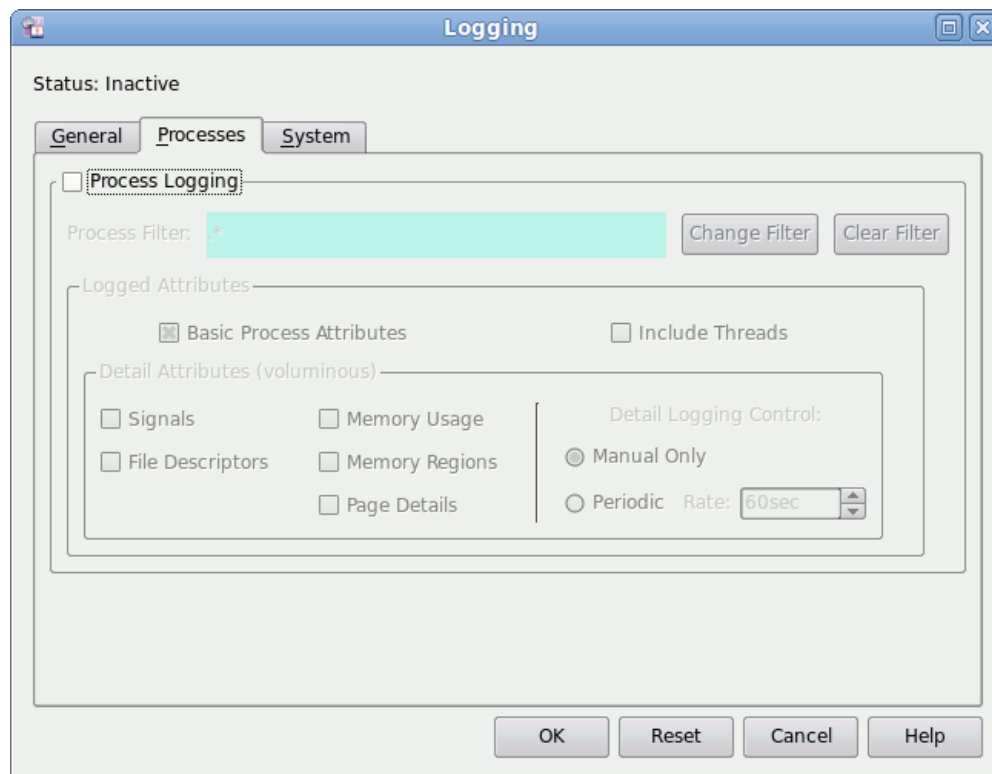 Logging
Status: Inactive
General Processes System
Process Logging
Process Filter: .* Change Filter Clear Filter
Logged Attributes
Basic Process Attributes Include Threads
Detail Attributes (voluminous)
Signals Memory Usage Detail Logging Control:
File Descriptors Memory Regions Manual Only
Page Details Periodic Rate: 60sec
OK Reset Cancel Help